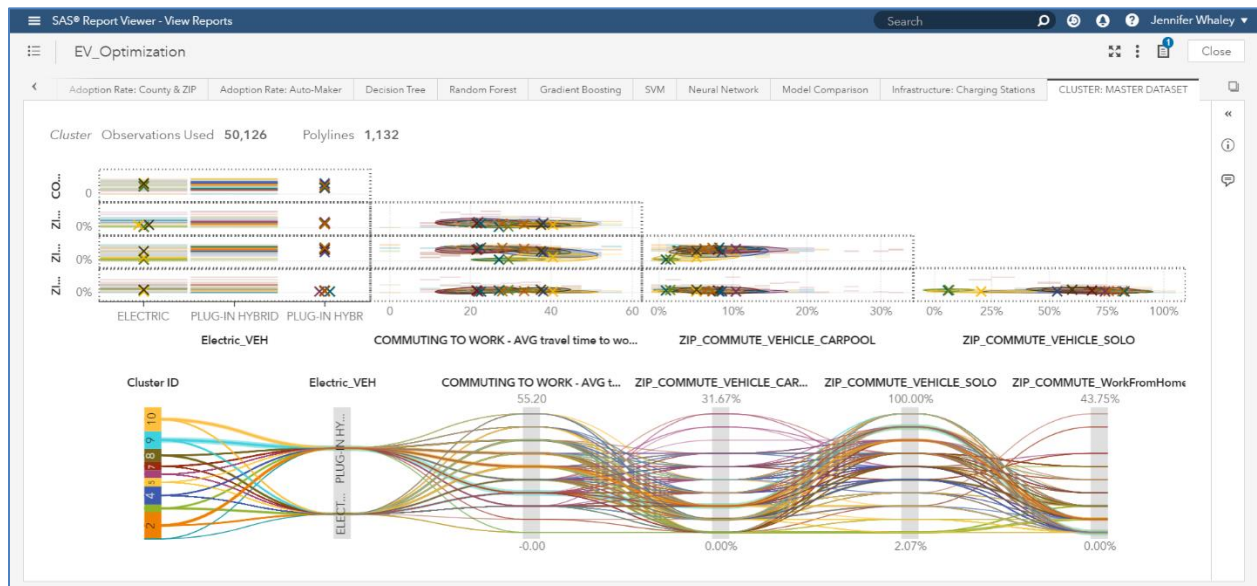 SAS® Report Viewer - View Reports
Search
Jennifer Whaley
EV_Optimization
1
Close
Adoption Rate: County & ZIP
Adoption Rate: Auto-Maker
Decision Tree
Random Forest
Gradient Boosting
SVM
Neural Network
Model Comparison
Infrastructure: Charging Stations
CLUSTER: MASTER DATASET
Cluster Observations Used 50,126 Polylines 1,132
CO...
0
ZI...
0%
ZI...
0%
ZI...
0%
ELECTRIC PLUG-IN HYBRID PLUG-IN HYBR
0 20 40 60
0% 10% 20% 30%
0% 25% 50% 75% 100%
Electric_VEH
COMMUTING TO WORK - AVG travel time to wo...
ZIP_COMMUTE_VEHICLE_CARPOOL
ZIP_COMMUTE_VEHICLE_SOLO
Cluster ID
Electric_VEH
COMMUTING TO WORK - AVG t...
ZIP_COMMUTE_VEHICLE_CAR...
ZIP_COMMUTE_VEHICLE_SOLO
ZIP_COMMUTE_WorkFromHome
55.20
31.67%
100.00%
43.75%
10
9
8
7
5
4
2
PLUG-IN HY...
ELECT...
-0.00
0.00%
2.07%
0.00%